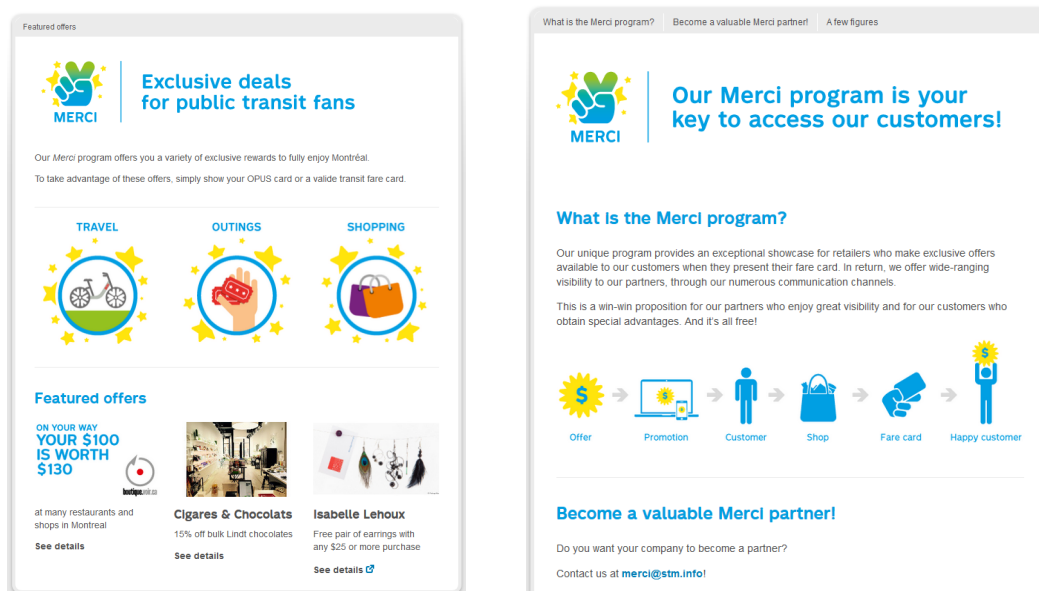 Featured offers
MERCI
Exclusive deals
for public transit fans
Our Merci program offers you a variety of exclusive rewards to fully enjoy Montréal.
To take advantage of these offers, simply show your OPUS card or a valide transit fare card.
TRAVEL
OUTINGS
SHOPPING
Featured offers
ON YOUR WAY
YOUR $100
IS WORTH
$130
boutique.voir.ca
at many restaurants and
shops in Montreal
See details
Cigares & Chocolats
15% off bulk Lindt chocolates
See details
Isabelle Lehoux
Free pair of earrings with
any $25 or more purchase
See details
What is the Merci program?
Become a valuable Merci partner!
A few figures
MERCI
Our Merci program is your
key to access our customers!
What is the Merci program?
Our unique program provides an exceptional showcase for retailers who make exclusive offers
available to our customers when they present their fare card. In return, we offer wide-ranging
visibility to our partners, through our numerous communication channels.
This is a win-win proposition for our partners who enjoy great visibility and for our customers who
obtain special advantages. And it's all free!
$
$
$
$
Offer
Promotion
Customer
Shop
Fare card
Happy customer
Become a valuable Merci partner!
Do you want your company to become a partner?
Contact us at merci@stm.info!